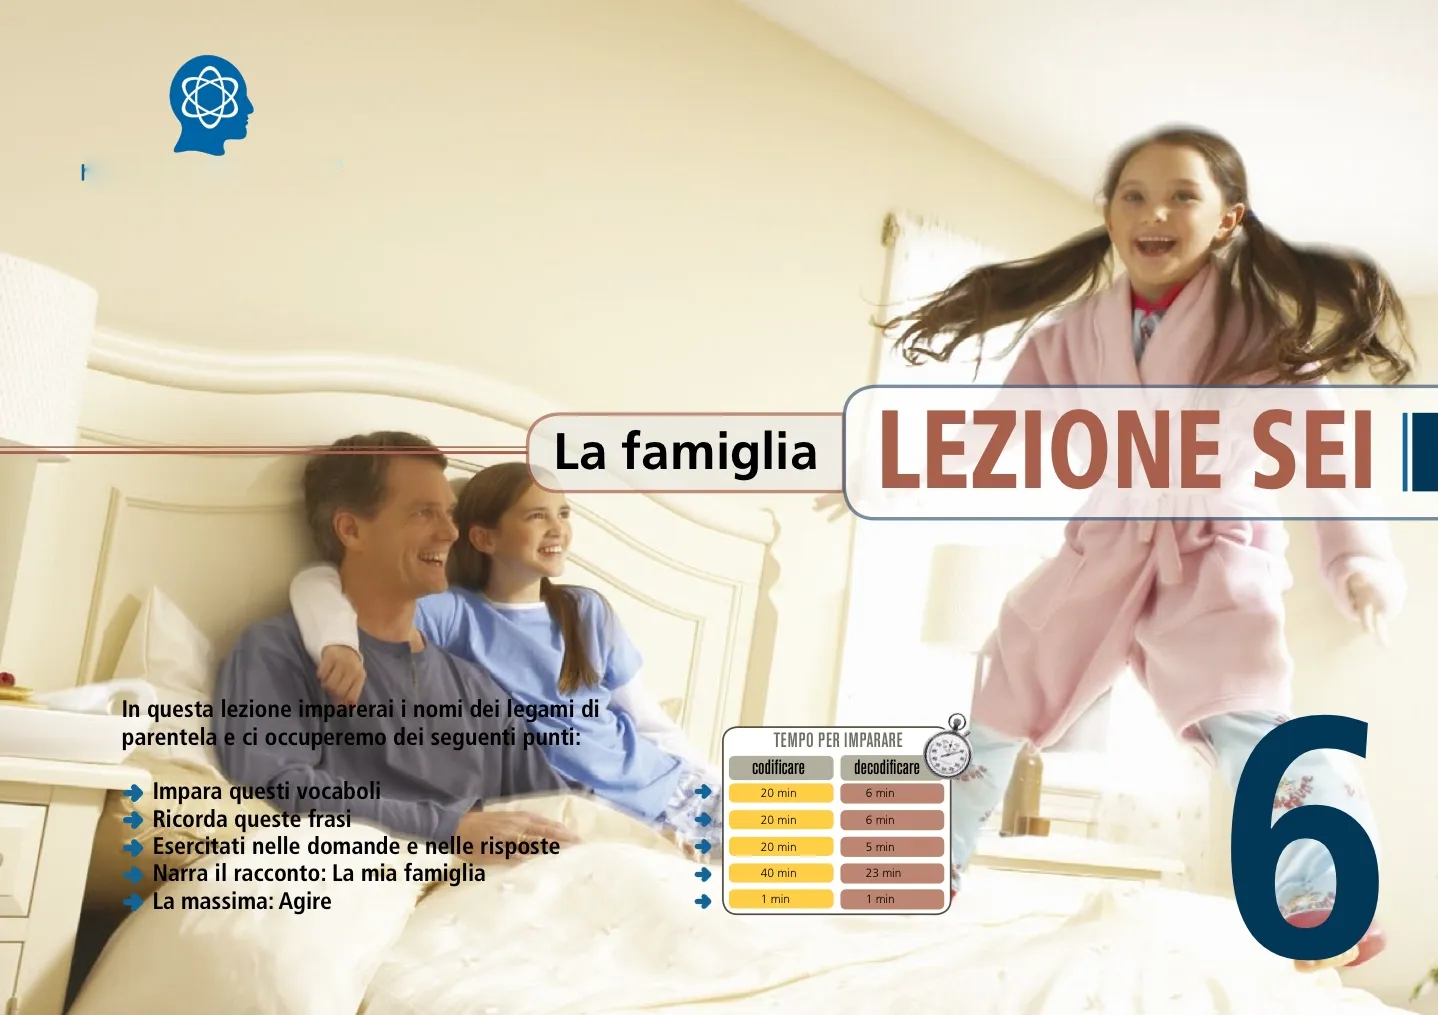 La famiglia
LEZIONE SEI
In questa lezione imparerai i nomi dei legami di
parentela e ci occuperemo dei seguenti punti:
Impara questi vocaboli
Ricorda queste frasi
Esercitati nelle domande e nelle risposte
Narra il racconto: La mia famiglia
La massima: Agire
TEMPO PER IMPARARE
codificare decodificare
20 min 6 min
20 min 6 min
20 min 5 min
40 min 23 min
1 min 1 min
6